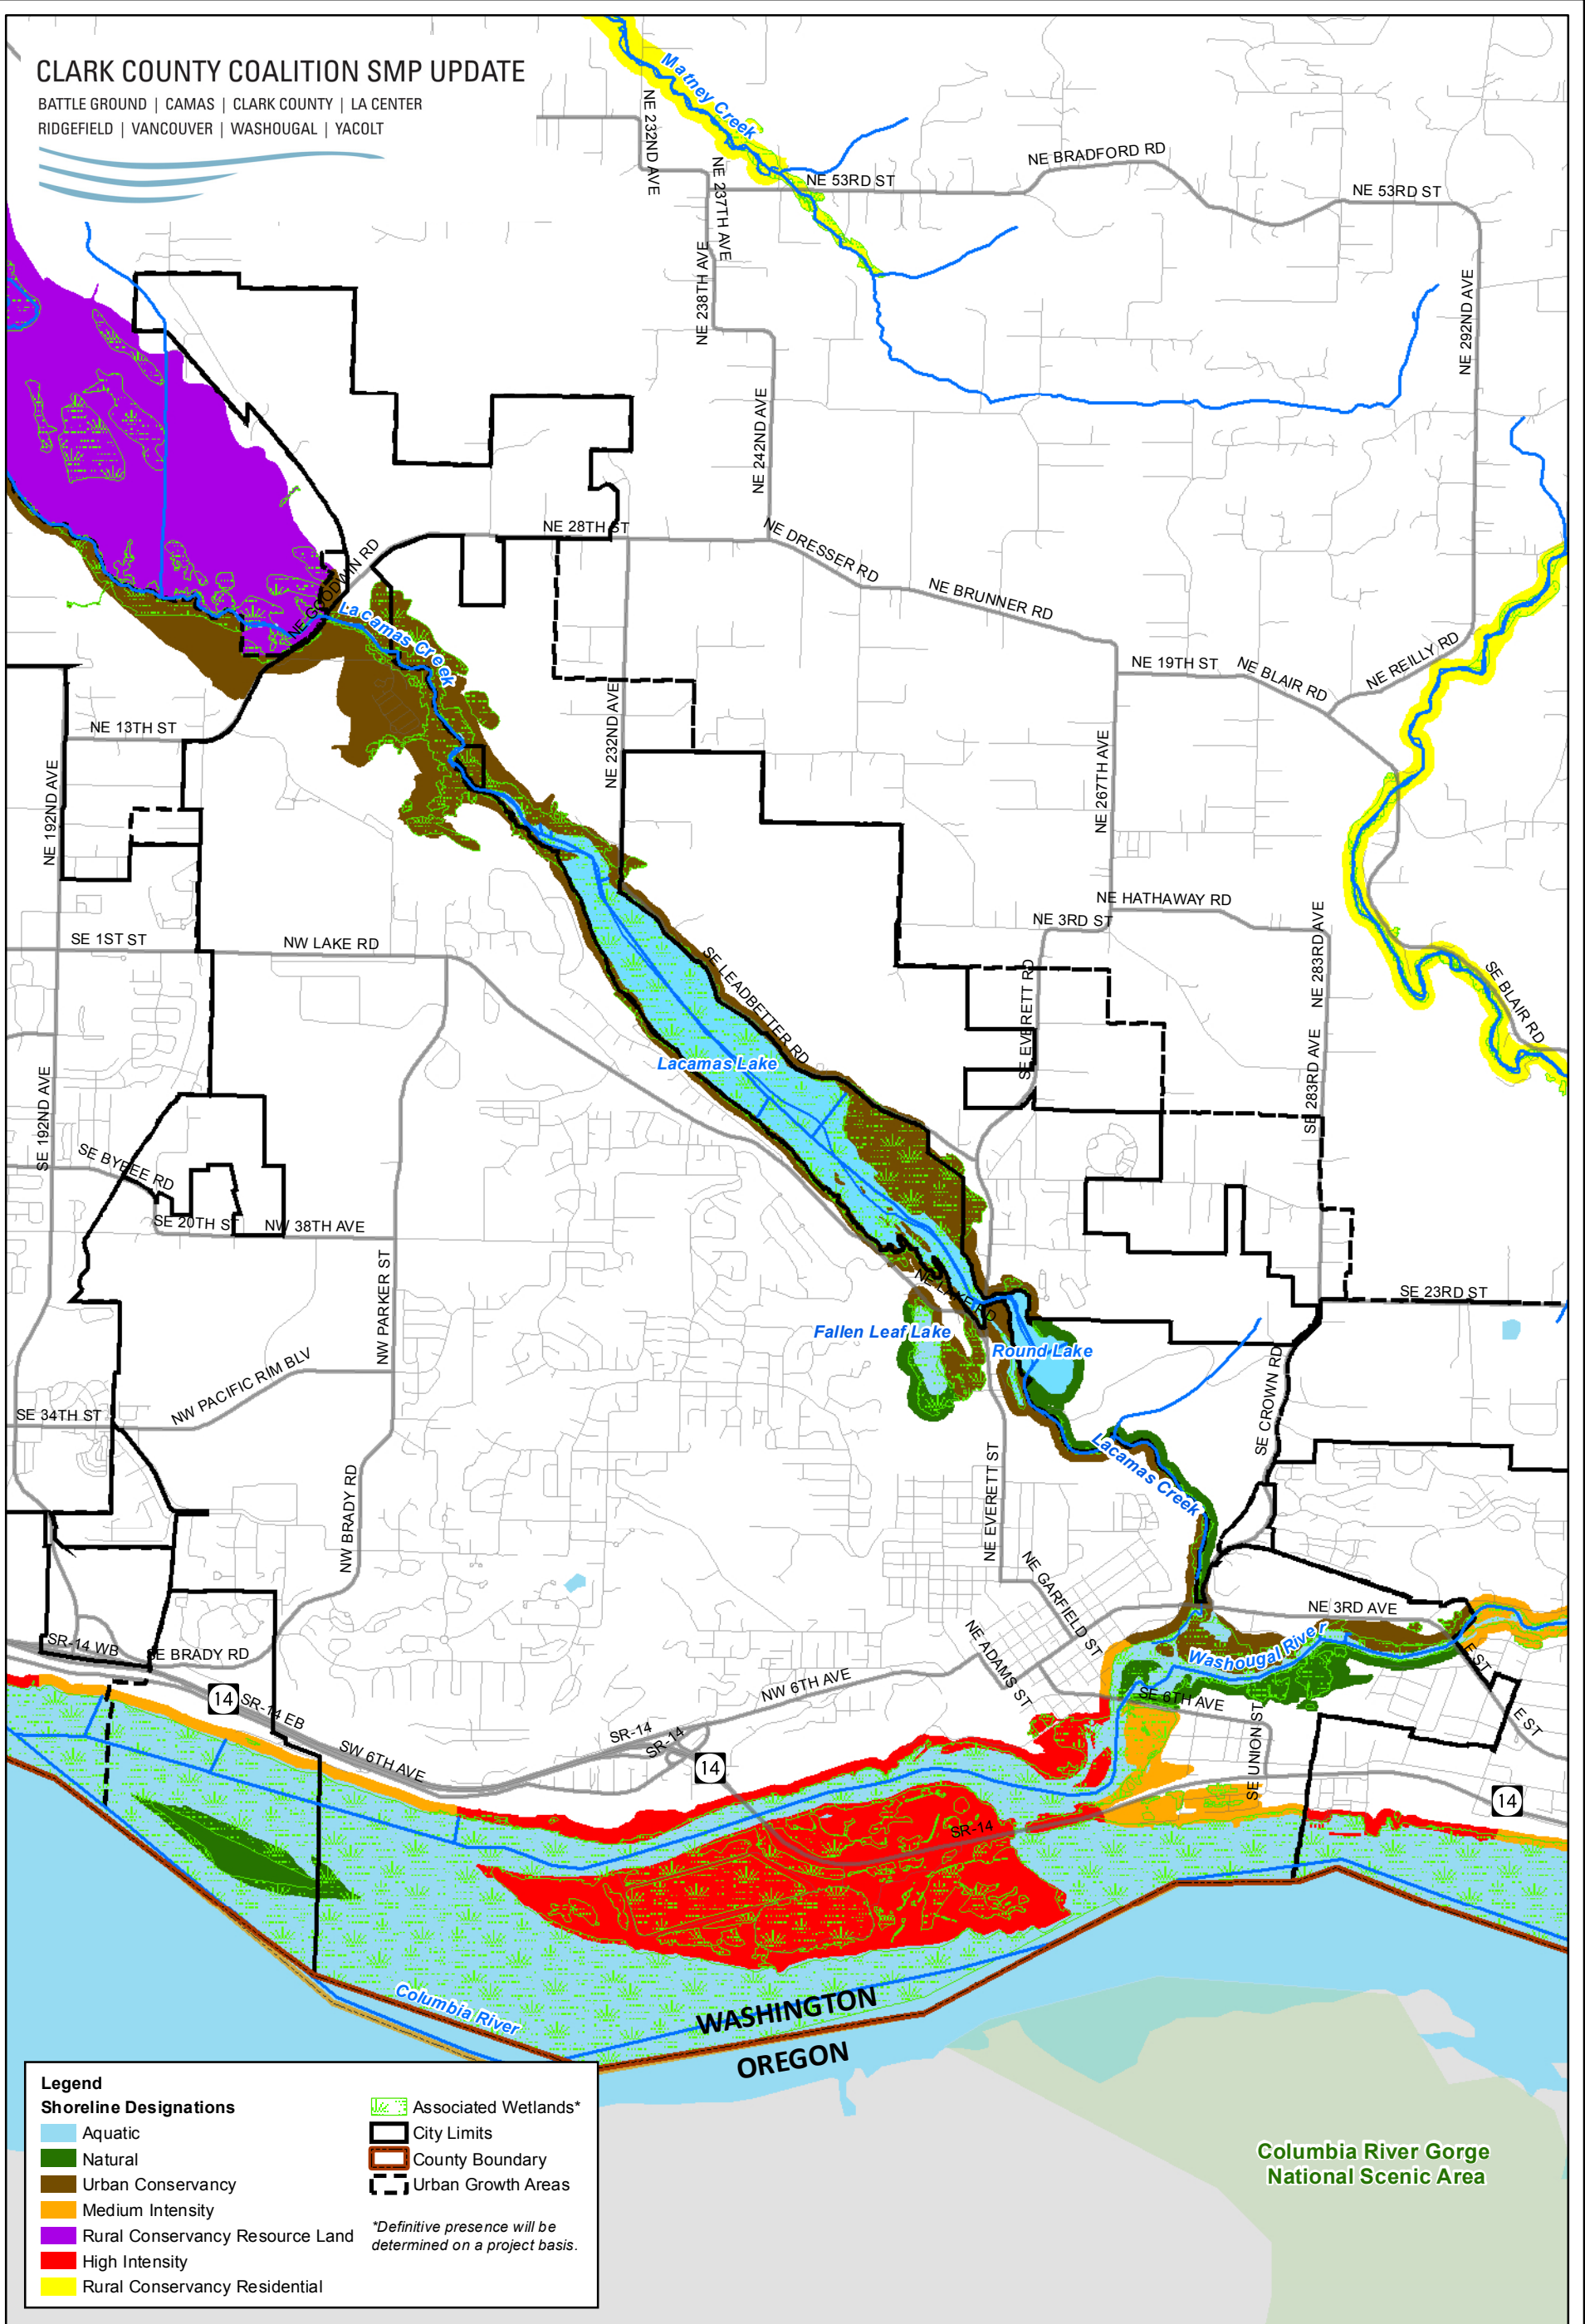 CLARK COUNTY COALITION SMP UPDATE
BATTLE GROUND | CAMAS | CLARK COUNTY | LA CENTER
RIDGEFIELD | VANCOUVER | WASHOUGAL | YACOLT
Matney Creek
NE 232ND AVE
NE 237TH AVE
NE 53RD ST
NE BRADFORD RD
NE 53RD ST
NE 238TH AVE
NE 292ND AVE
NE 242ND AVE
NE 28TH ST
NE DRESSER RD
NE BRUNNER RD
NE GOODWIN RD
Lacamas Creek
NE 19TH ST
NE BLAIR RD
NE REILLY RD
NE 13TH ST
NE 232ND AVE
NE 192ND AVE
NE 267TH AVE
NE HATHAWAY RD
NE 3RD ST
SE 1ST ST
NW LAKE RD
SE LEADBETTER RD
SE EVERETT RD
NE 283RD AVE
SE BLAIR RD
Lacamas Lake
SE 192ND AVE
SE 283RD AVE
SE BYBEE RD
SE 20TH ST
NW 38TH AVE
NW PARKER ST
NE LAKE RD
SE 23RD ST
Fallen Leaf Lake
Round Lake
NW PACIFIC RIM BLV
SE CROWN RD
SE 34TH ST
Lacamas Creek
NW BRADY RD
NE EVERETT ST
NE GARFIELD ST
NE 3RD AVE
NE ADAMS ST
Washougal River
SR-14 WB
SE BRADY RD
E ST
E ST
14
SR-14 EB
NW 6TH AVE
SE 6TH AVE
SE UNION ST
SR-14
SR-14
SW 6TH AVE
14
14
SR-14
Columbia River
WASHINGTON
OREGON
Columbia River Gorge
National Scenic Area
Legend
Shoreline Designations
Aquatic
Natural
Urban Conservancy
Medium Intensity
Rural Conservancy Resource Land
High Intensity
Rural Conservancy Residential
Associated Wetlands*
City Limits
County Boundary
Urban Growth Areas
*Definitive presence will be
determined on a project basis.